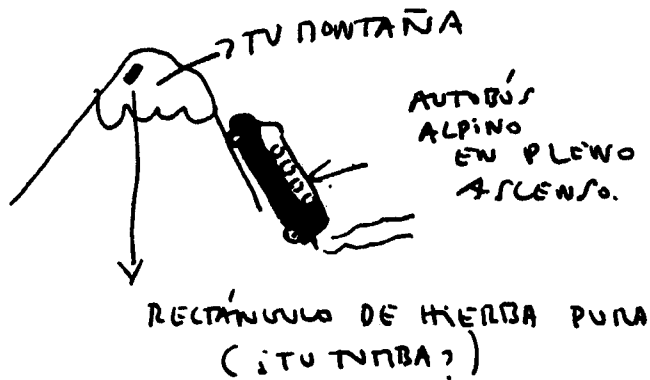 TU MONTAÑA
AUTOBÚS
ALPINO
EN PLENO
ASCENSO.
RECTÁNGULO DE HIERBA PURA
(¿TU TUMBA?)